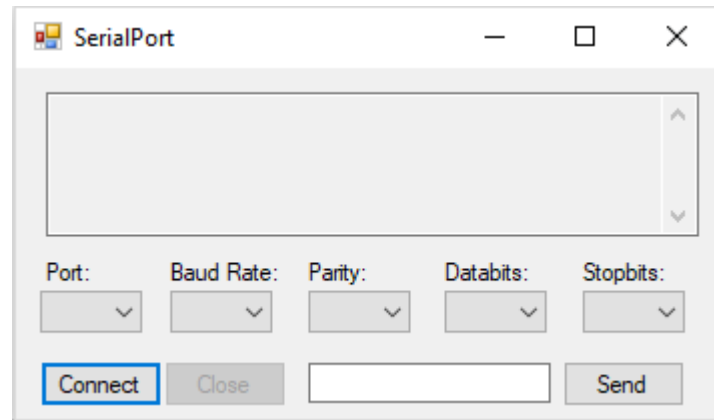 SerialPort
Port: Baud Rate: Parity: Databits: Stopbits:
Connect Close Send